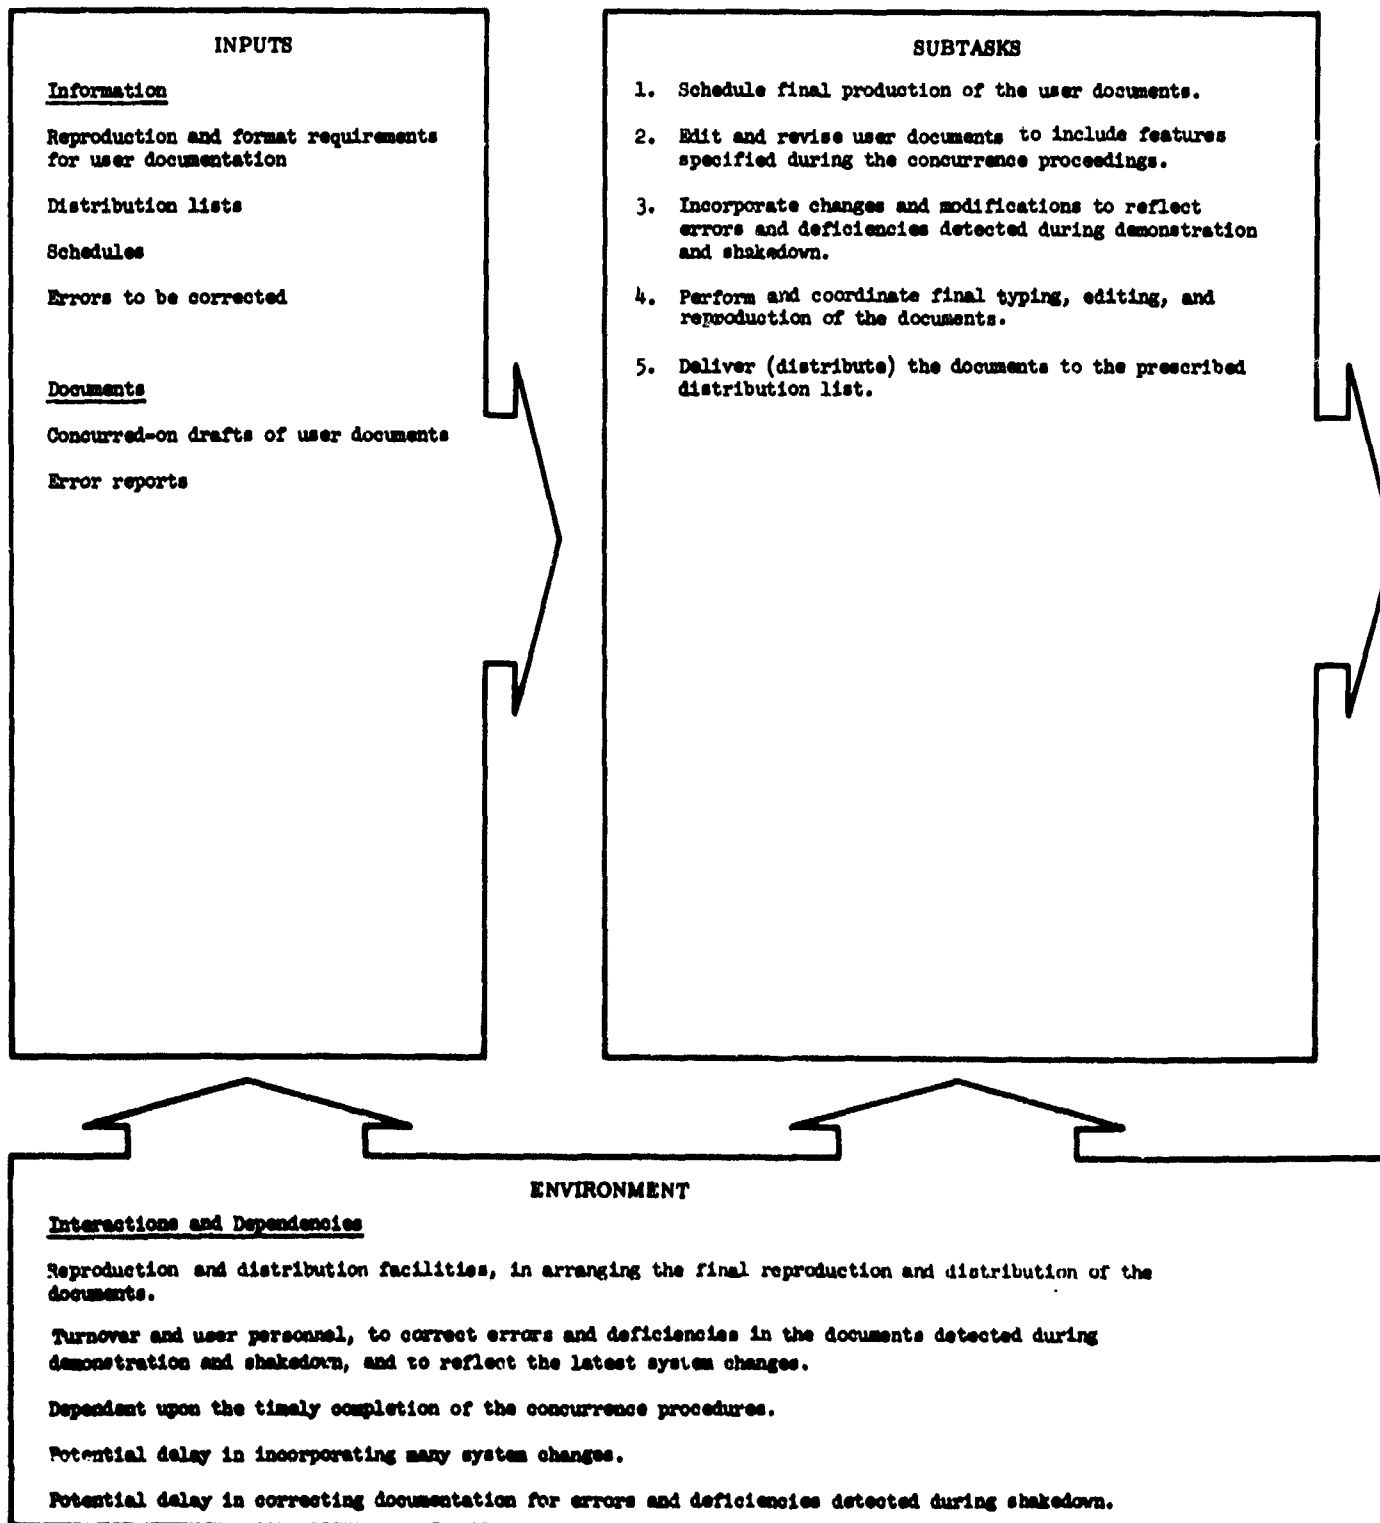 INPUTS
Information
Reproduction and format requirements
for user documentation
Distribution lists
Schedules
Errors to be corrected
Documents
Concurred-on drafts of user documents
Error reports
SUBTASKS
1. Schedule final production of the user documents.
2. Edit and revise user documents to include features
specified during the concurrence proceedings.
3. Incorporate changes and modifications to reflect
errors and deficiencies detected during demonstration
and shakedown.
4. Perform and coordinate final typing, editing, and
reproduction of the documents.
5. Deliver (distribute) the documents to the prescribed
distribution list.
ENVIRONMENT
Interactions and Dependencies
Reproduction and distribution facilities, in arranging the final reproduction and distribution of the
documents.
Turnover and user personnel, to correct errors and deficiencies in the documents detected during
demonstration and shakedown, and to reflect the latest system changes.
Dependent upon the timely completion of the concurrence procedures.
Potential delay in incorporating many system changes.
Potential delay in correcting documentation for errors and deficiencies detected during shakedown.